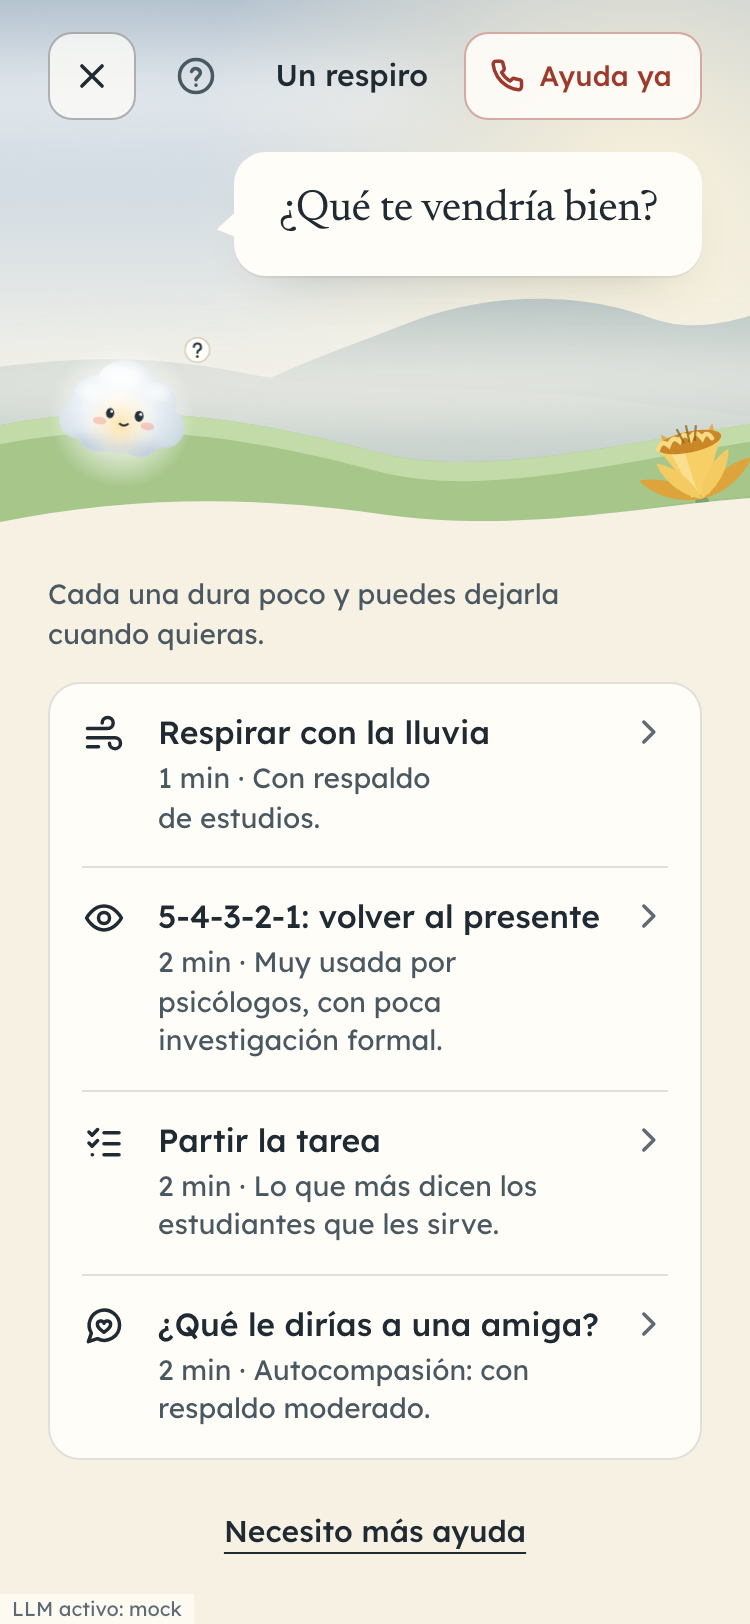 Un respiro
Ayuda ya
¿Qué te vendría bien?
?
Cada una dura poco y puedes dejarla
cuando quieras.
Respirar con la lluvia
1 min · Con respaldo
de estudios.
5-4-3-2-1: volver al presente
2 min · Muy usada por
psicólogos, con poca
investigación formal.
Partir la tarea
2 min · Lo que más dicen los
estudiantes que les sirve.
¿Qué le dirías a una amiga?
2 min · Autocompasión: con
respaldo moderado.
Necesito más ayuda
LLM activo: mock